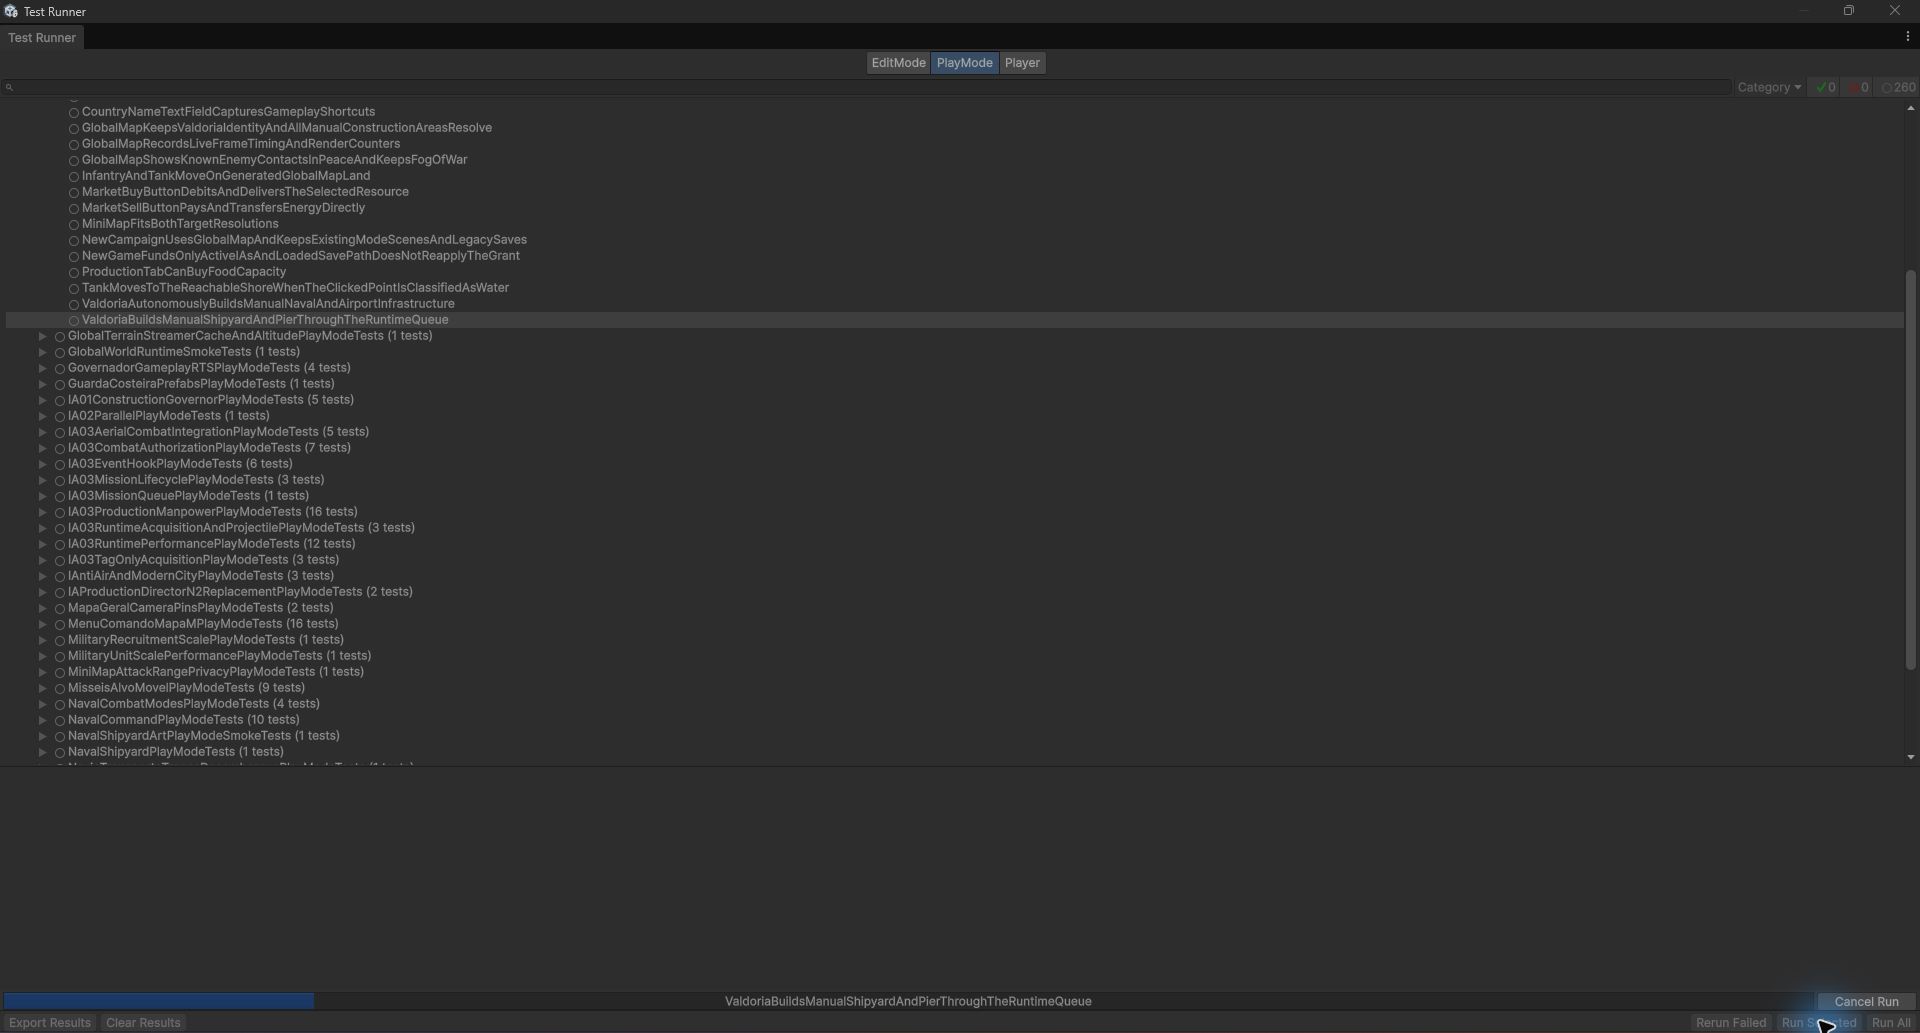 Test Runner
Test Runner
EditMode PlayMode Player
Category 0 0 260
CountryNameTextFieldCapturesGameplayShortcuts
GlobalMapKeepsValdoriaIdentityAndAllManualConstructionAreasResolve
GlobalMapRecordsLiveFrameTimingAndRenderCounters
GlobalMapShowsKnownEnemyContactsInPeaceAndKeepsFogOfWar
InfantryAndTankMoveOnGeneratedGlobalMapLand
MarketBuyButtonDebitsAndDeliversTheSelectedResource
MarketSellButtonPaysAndTransfersEnergyDirectly
MiniMapFitsBothTargetResolutions
NewCampaignUsesGlobalMapAndKeepsExistingModeScenesAndLegacySaves
NewGameFundsOnlyActiveIAsAndLoadedSavePathDoesNotReapplyTheGrant
ProductionTabCanBuyFoodCapacity
TankMovesToTheReachableShoreWhenTheClickedPointIsClassifiedAsWater
ValdoriaAutonomouslyBuildsManualNavalAndAirportInfrastructure
ValdoriaBuildsManualShipyardAndPierThroughTheRuntimeQueue
GlobalTerrainStreamerCacheAndAltitudePlayModeTests (1 tests)
GlobalWorldRuntimeSmokeTests (1 tests)
GovernadorGameplayRTSPlayModeTests (4 tests)
GuardaCosteiraPrefabsPlayModeTests (1 tests)
IA01ConstructionGovernorPlayModeTests (5 tests)
IA02ParallelPlayModeTests (1 tests)
IA03AerialCombatIntegrationPlayModeTests (5 tests)
IA03CombatAuthorizationPlayModeTests (7 tests)
IA03EventHookPlayModeTests (6 tests)
IA03MissionLifecyclePlayModeTests (3 tests)
IA03MissionQueuePlayModeTests (1 tests)
IA03ProductionManpowerPlayModeTests (16 tests)
IA03RuntimeAcquisitionAndProjectilePlayModeTests (3 tests)
IA03RuntimePerformancePlayModeTests (12 tests)
IA03TagOnlyAcquisitionPlayModeTests (3 tests)
IAntiAirAndModernCityPlayModeTests (3 tests)
IAProductionDirectorN2ReplacementPlayModeTests (2 tests)
MapaGeralCameraPinsPlayModeTests (2 tests)
MenuComandoMapaMPlayModeTests (16 tests)
MilitaryRecruitmentScalePlayModeTests (1 tests)
MilitaryUnitScalePerformancePlayModeTests (1 tests)
MiniMapAttackRangePrivacyPlayModeTests (1 tests)
MisseisAlvoMovelPlayModeTests (9 tests)
NavalCombatModesPlayModeTests (4 tests)
NavalCommandPlayModeTests (10 tests)
NavalShipyardArtPlayModeSmokeTests (1 tests)
NavalShipyardPlayModeTests (1 tests)
ValdoriaBuildsManualShipyardAndPierThroughTheRuntimeQueue Cancel Run
Export Results Clear Results Rerun Failed Run Selected Run All